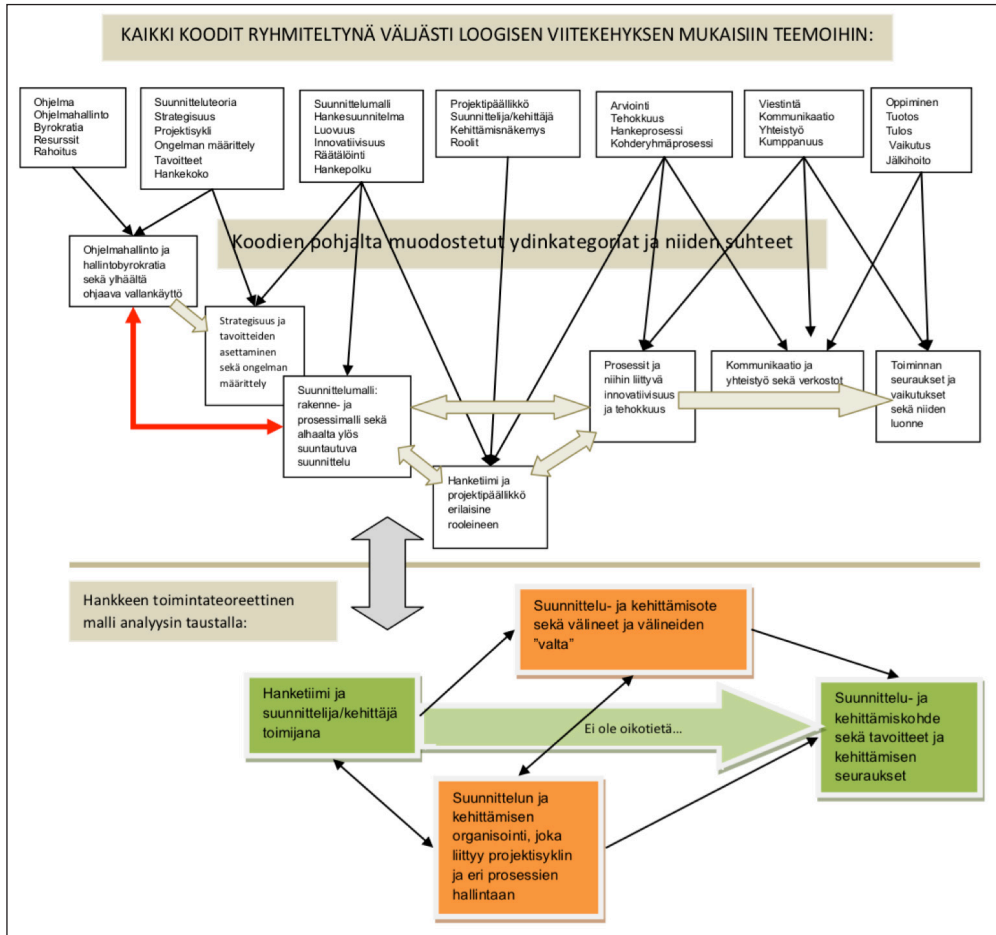 KAIKKI KOODIT RYHMITELTYNÄ VÄLJÄSTI LOOGISEN VIITEKEHYKSEN MUKAISIIN TEEMOIHIN:
Ohjelma
Ohjelmahallinto
Byrokratia
Resurssit
Rahoitus
Suunnitteluteoria
Strategisuus
Projektisykli
Ongelman määrittely
Tavoitteet
Hankekoko
Suunnittelumalli
Hankesuunnitelma
Luovuus
Innovatiivisuus
Räätälöinti
Hankepolku
Projektipäällikkö
Suunnittelija/kehittäjä
Kehittämisnäkemys
Roolit
Arviointi
Tehokkuus
Hankeprosessi
Kohderyhmäprosessi
Viestintä
Kommunikaatio
Yhteistyö
Kumppanuus
Oppiminen
Tuotos
Tulos
Vaikutus
Jälkihoito
Koodien pohjalta muodostetut ydinkategoriat ja niiden suhteet
Ohjelmahallinto ja
hallintobyrokratia
sekä ylhäältä
ohjaava vallankäyttö
Strategisuus ja
tavoitteiden
asettaminen
sekä ongelman
määrittely
Suunnittelumalli:
rakenne- ja
prosessimalli sekä
alhaalta ylös
suuntautuva
suunnittelu
Hanketiimi ja
projektipäällikkö
erilaisine
rooleineen
Prosessit ja
niihin liittyvä
innovatiivisuus
ja tehokkuus
Kommunikaatio ja
yhteistyö sekä verkostot
Toiminnan
seuraukset ja
vaikutukset
sekä niiden
luonne
Hankkeen toimintateoreettinen
malli analyysin taustalla:
Suunnittelu- ja kehittämisote
sekä välineet ja välineiden
"valta"
Hanketiimi ja
suunnittelija/kehittäjä
toimijana
Ei ole oikotietä...
Suunnittelu- ja
kehittämiskohde
sekä tavoitteet ja
kehittämisen
seuraukset
Suunnittelun ja
kehittämisen
organisointi, joka
liittyy projektisyklin
ja eri prosessien
hallintaan